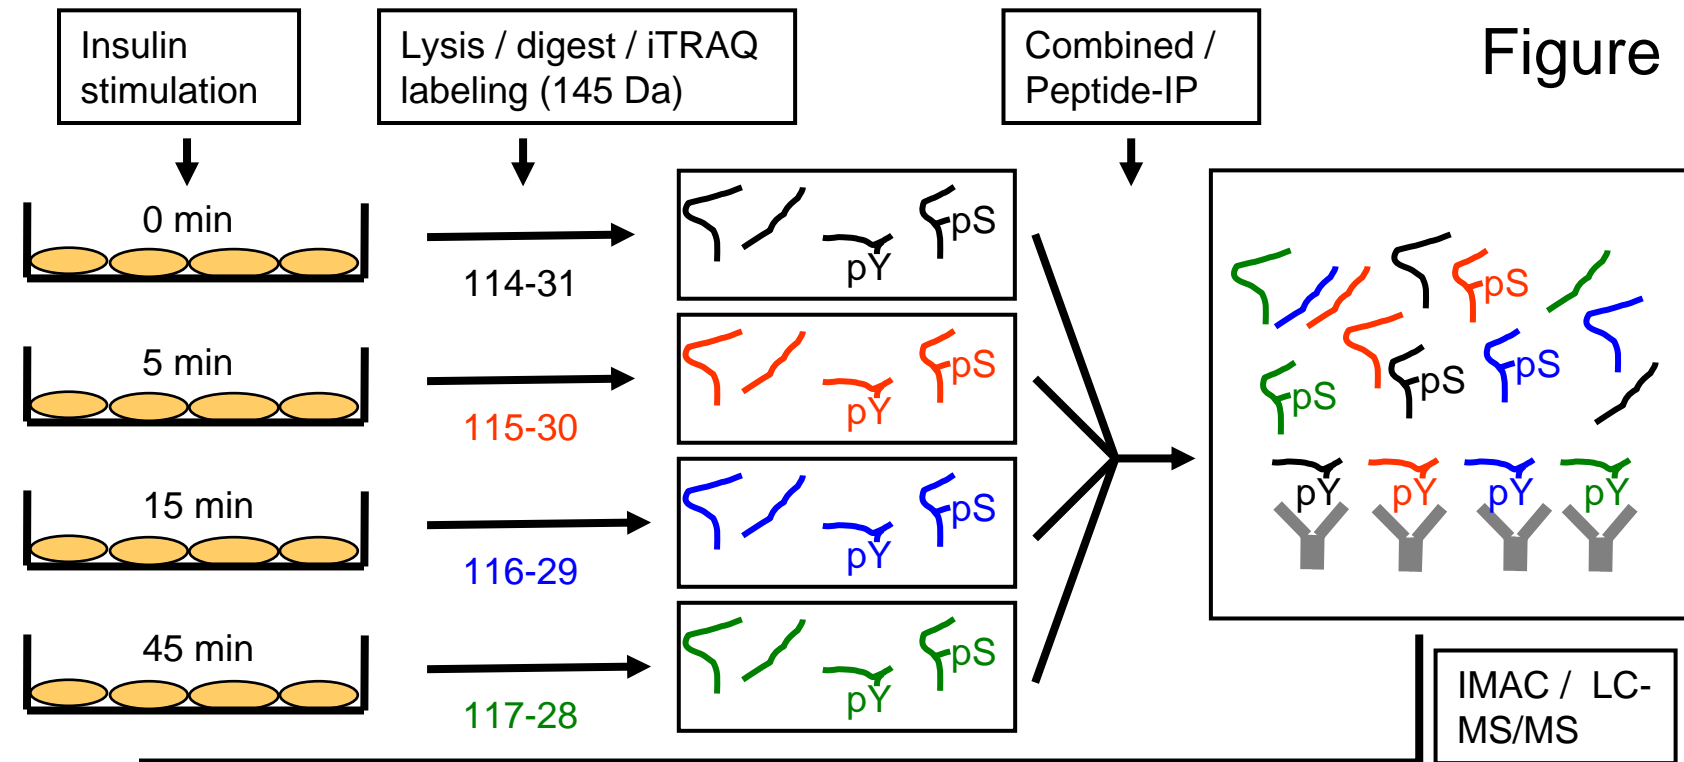 Insulin
stimulation
Lysis / digest / iTRAQ
labeling (145 Da)
Combined /
Peptide-IP
Figure
0 min
114-31
pY
pS
5 min
115-30
pY
pS
15 min
116-29
pY
pS
45 min
117-28
pY
pS
pS
pS
pS
pS
pY
pY
pY
pY
IMAC / LC-
MS/MS